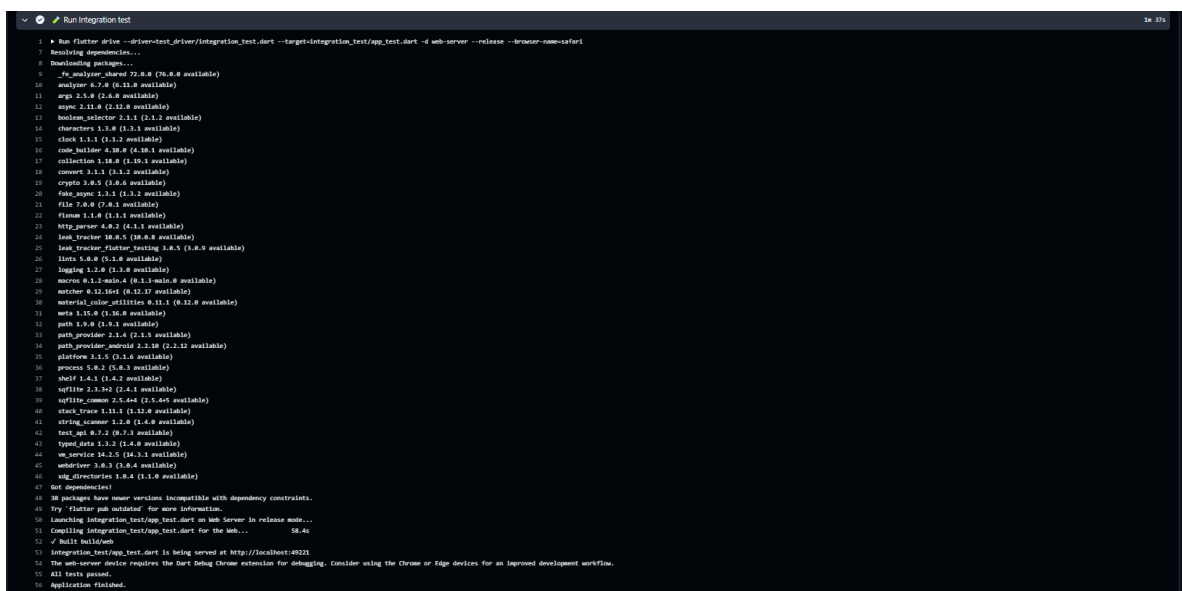 Run Integration test 1m 37s
1 ▶ Run flutter drive --driver=test_driver/integration_test.dart --target=integration_test/app_test.dart -d web-server --release --browser-name=safari
7 Resolving dependencies...
8 Downloading packages...
9 _fe_analyzer_shared 72.0.0 (76.0.0 available)
10 analyzer 6.7.0 (6.11.0 available)
11 args 2.5.0 (2.6.0 available)
12 async 2.11.0 (2.12.0 available)
13 boolean_selector 2.1.1 (2.1.2 available)
14 characters 1.3.0 (1.3.1 available)
15 clock 1.1.1 (1.1.2 available)
16 code_builder 4.10.0 (4.10.1 available)
17 collection 1.18.0 (1.19.1 available)
18 convert 3.1.1 (3.1.2 available)
19 crypto 3.0.5 (3.0.6 available)
20 fake_async 1.3.1 (1.3.2 available)
21 file 7.0.0 (7.0.1 available)
22 fixnum 1.1.0 (1.1.1 available)
23 http_parser 4.0.2 (4.1.1 available)
24 leak_tracker 10.0.5 (10.0.8 available)
25 leak_tracker_flutter_testing 3.0.5 (3.0.9 available)
26 lints 5.0.0 (5.1.0 available)
27 logging 1.2.0 (1.3.0 available)
28 macros 0.1.2-main.4 (0.1.3-main.0 available)
29 matcher 0.12.16+1 (0.12.17 available)
30 material_color_utilities 0.11.1 (0.12.0 available)
31 meta 1.15.0 (1.16.0 available)
32 path 1.9.0 (1.9.1 available)
33 path_provider 2.1.4 (2.1.5 available)
34 path_provider_android 2.2.10 (2.2.12 available)
35 platform 3.1.5 (3.1.6 available)
36 process 5.0.2 (5.0.3 available)
37 shelf 1.4.1 (1.4.2 available)
38 sqflite 2.3.3+2 (2.4.1 available)
39 sqflite_common 2.5.4+4 (2.5.4+5 available)
40 stack_trace 1.11.1 (1.12.0 available)
41 string_scanner 1.2.0 (1.4.0 available)
42 test_api 0.7.2 (0.7.3 available)
43 typed_data 1.3.2 (1.4.0 available)
44 vm_service 14.2.5 (14.3.1 available)
45 webdriver 3.0.3 (3.0.4 available)
46 xdg_directories 1.0.4 (1.1.0 available)
47 Got dependencies!
48 38 packages have newer versions incompatible with dependency constraints.
49 Try `flutter pub outdated` for more information.
50 Launching integration_test/app_test.dart on Web Server in release mode...
51 Compiling integration_test/app_test.dart for the Web... 58.4s
52 √ Built build/web
53 integration_test/app_test.dart is being served at http://localhost:49221
54 The web-server device requires the Dart Debug Chrome extension for debugging. Consider using the Chrome or Edge devices for an improved development workflow.
55 All tests passed.
56 Application finished.